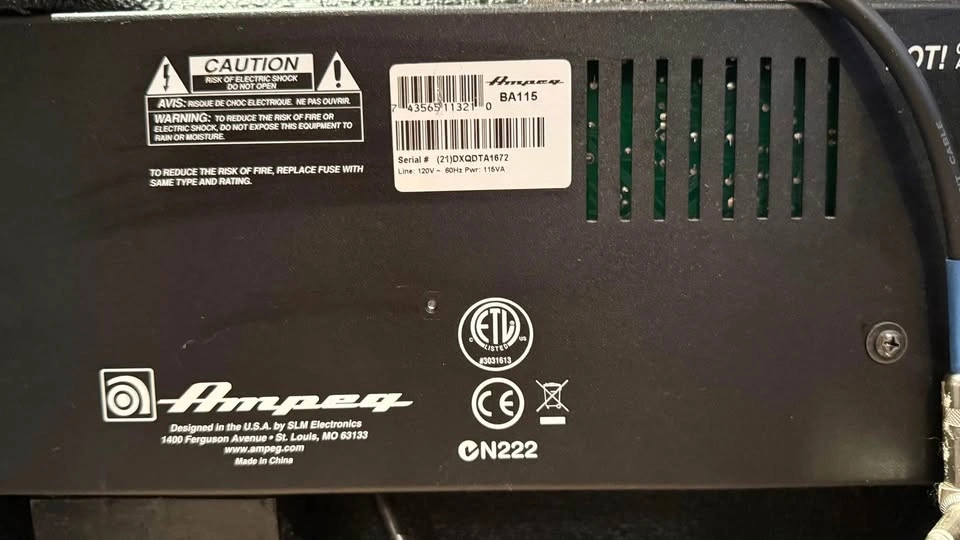 CAUTION
RISK OF ELECTRIC SHOCK
DO NOT OPEN
AVIS: RISQUE DE CHOC ELECTRIQUE. NE PAS OUVRIR.
WARNING: TO REDUCE THE RISK OF FIRE OR
ELECTRIC SHOCK, DO NOT EXPOSE THIS EQUIPMENT TO
RAIN OR MOISTURE.
TO REDUCE THE RISK OF FIRE, REPLACE FUSE WITH
SAME TYPE AND RATING.
Ampeg
BA115
7 43565 11321 0
Serial # (21)DXQDTA1672
Line: 120V ~ 60Hz Pwr: 115VA
OT!
CABLE
ETL
C LISTED US
#3031613
CE
N222
Ampeg
Designed in the U.S.A. by SLM Electronics
1400 Ferguson Avenue • St. Louis, MO 63133
www.ampeg.com
Made in China